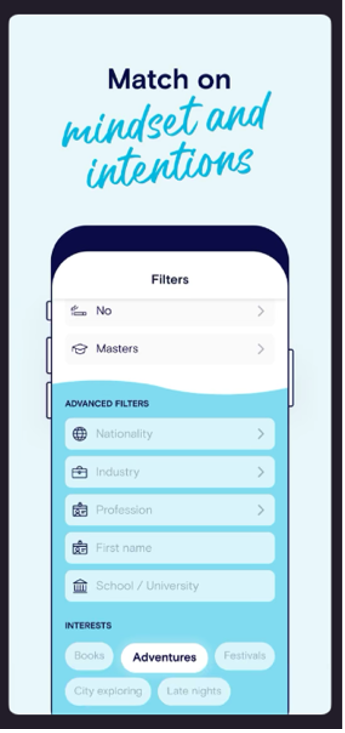 Match on
mindset and
intentions
Filters
No
Masters
ADVANCED FILTERS
Nationality
Industry
Profession
First name
School / University
INTERESTS
Books Adventures Festivals
City exploring Late nights